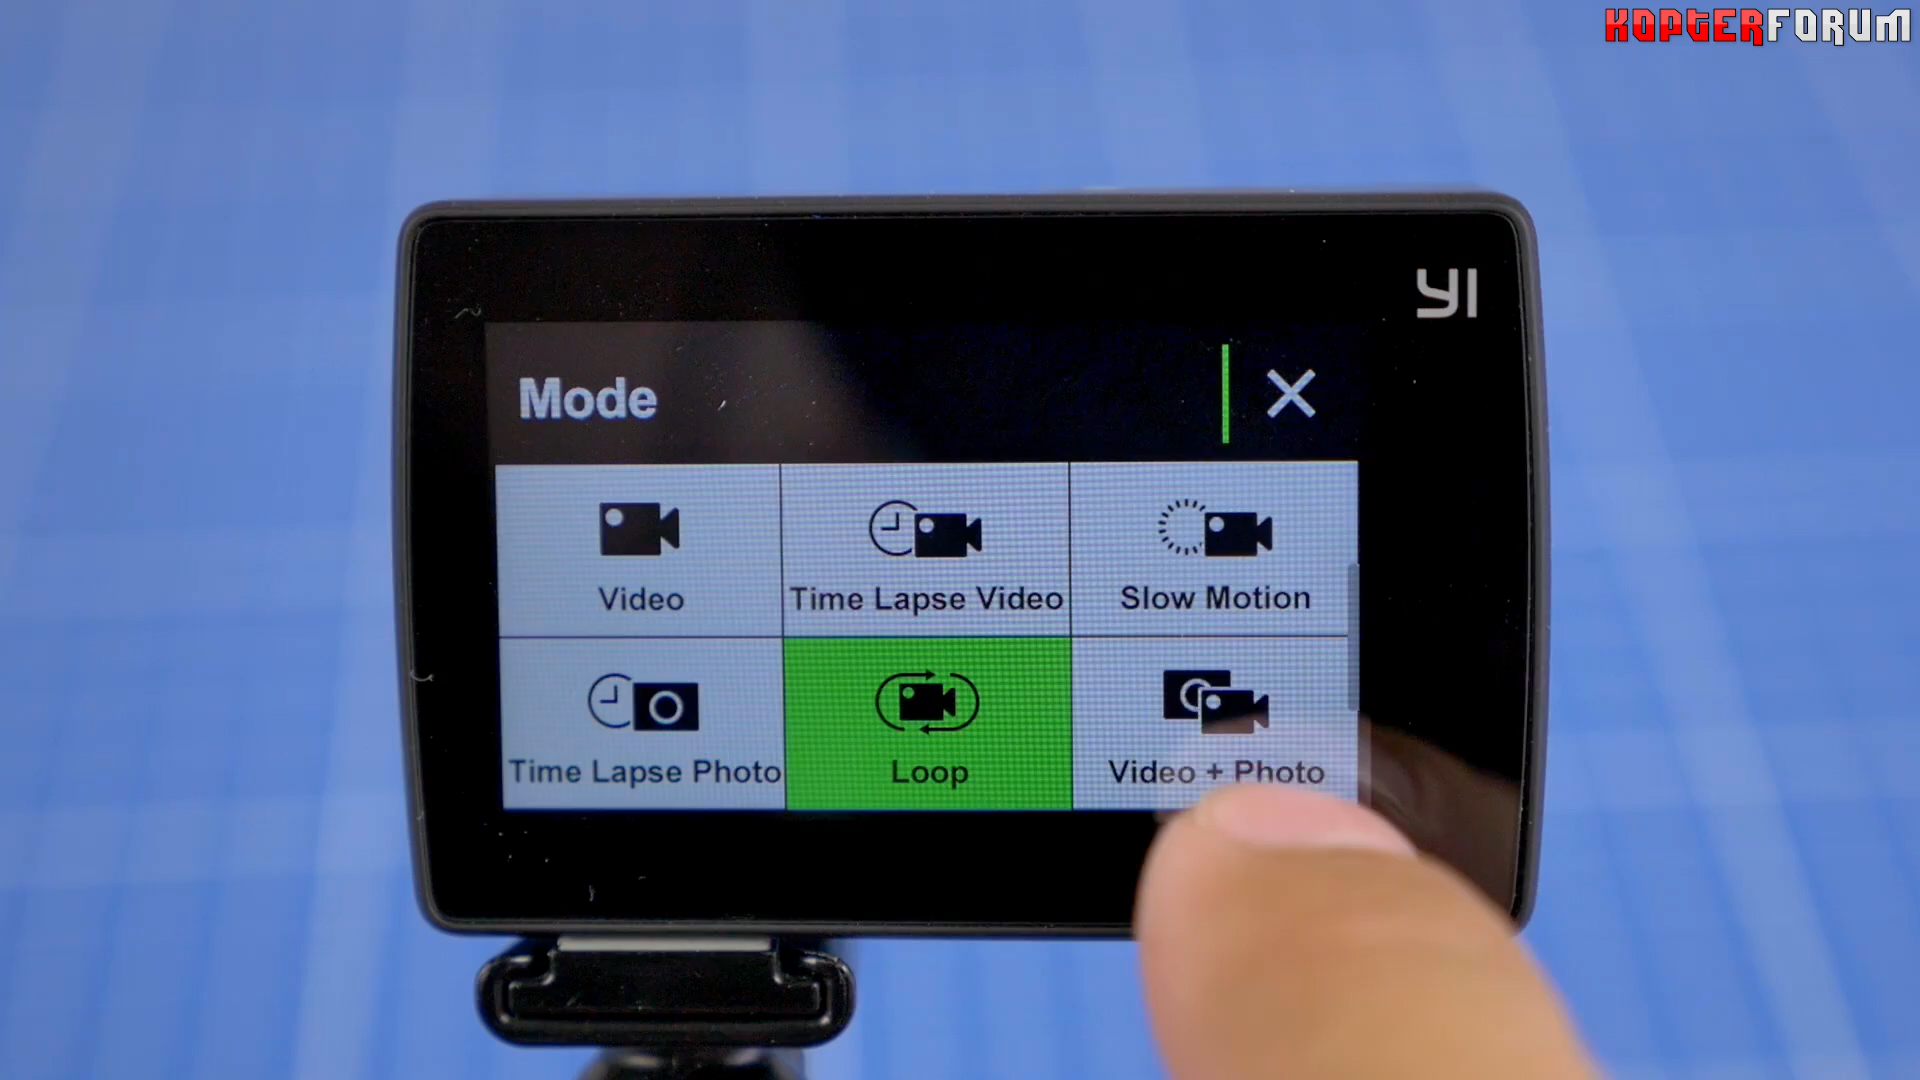 KOPTERFORUM
YI
Mode
Video
Time Lapse Video
Slow Motion
Time Lapse Photo
Loop
Video + Photo